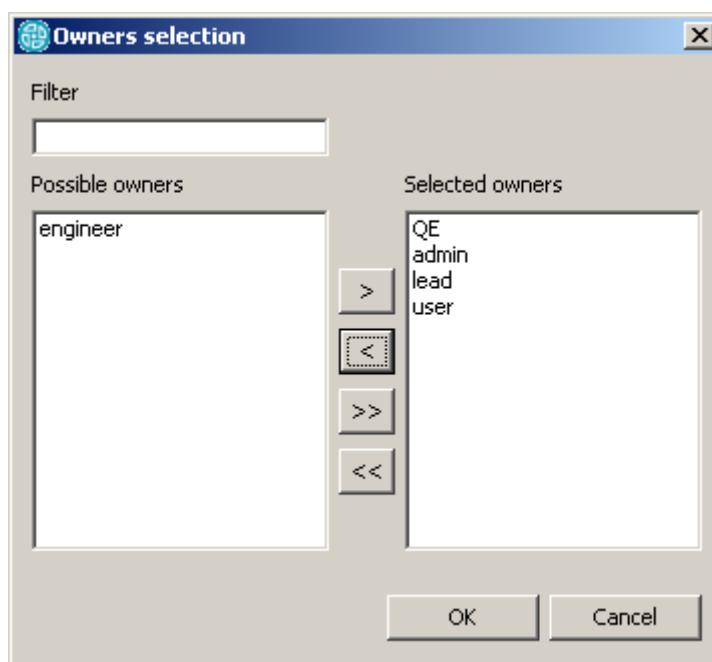 Owners selection
Filter
Possible owners
engineer
Selected owners
QE
admin
lead
user
>
<
>>
<<
OK
Cancel